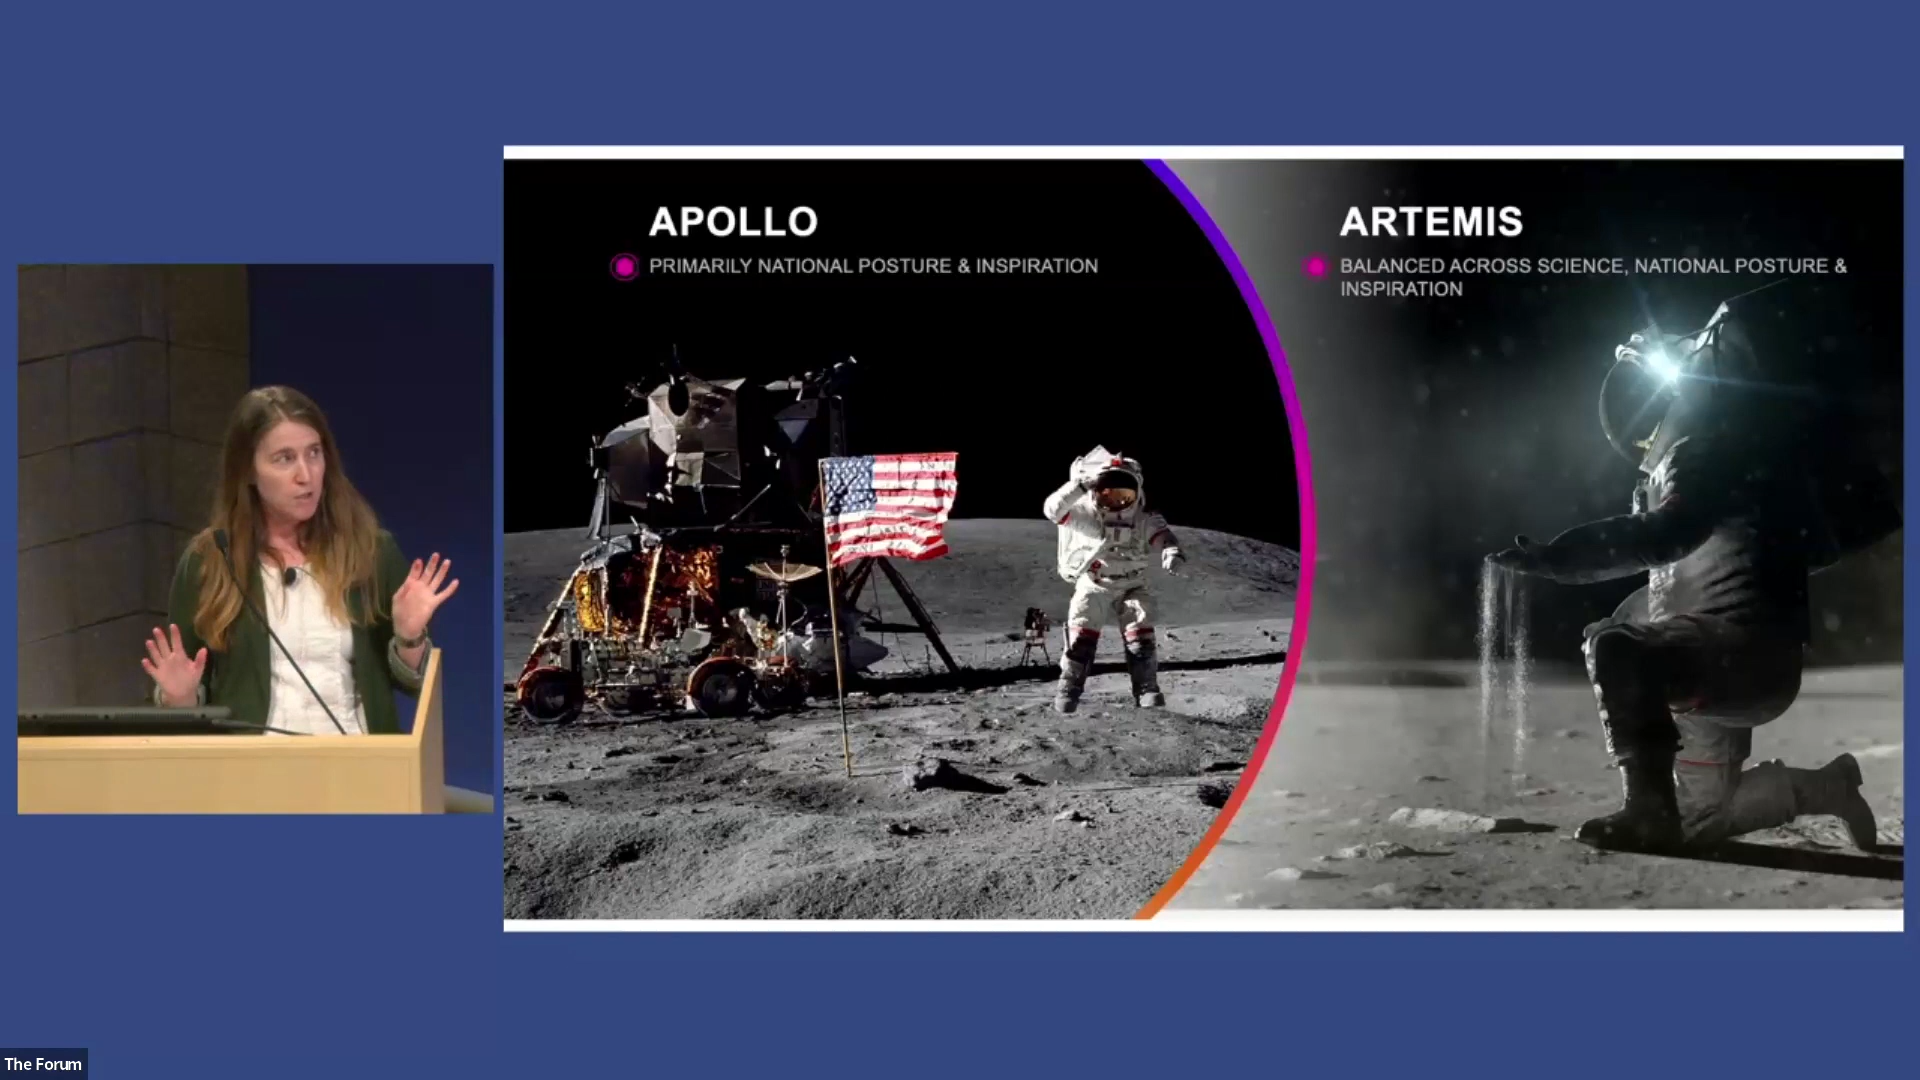 APOLLO
PRIMARILY NATIONAL POSTURE & INSPIRATION
ARTEMIS
BALANCED ACROSS SCIENCE, NATIONAL POSTURE &
INSPIRATION
The Forum